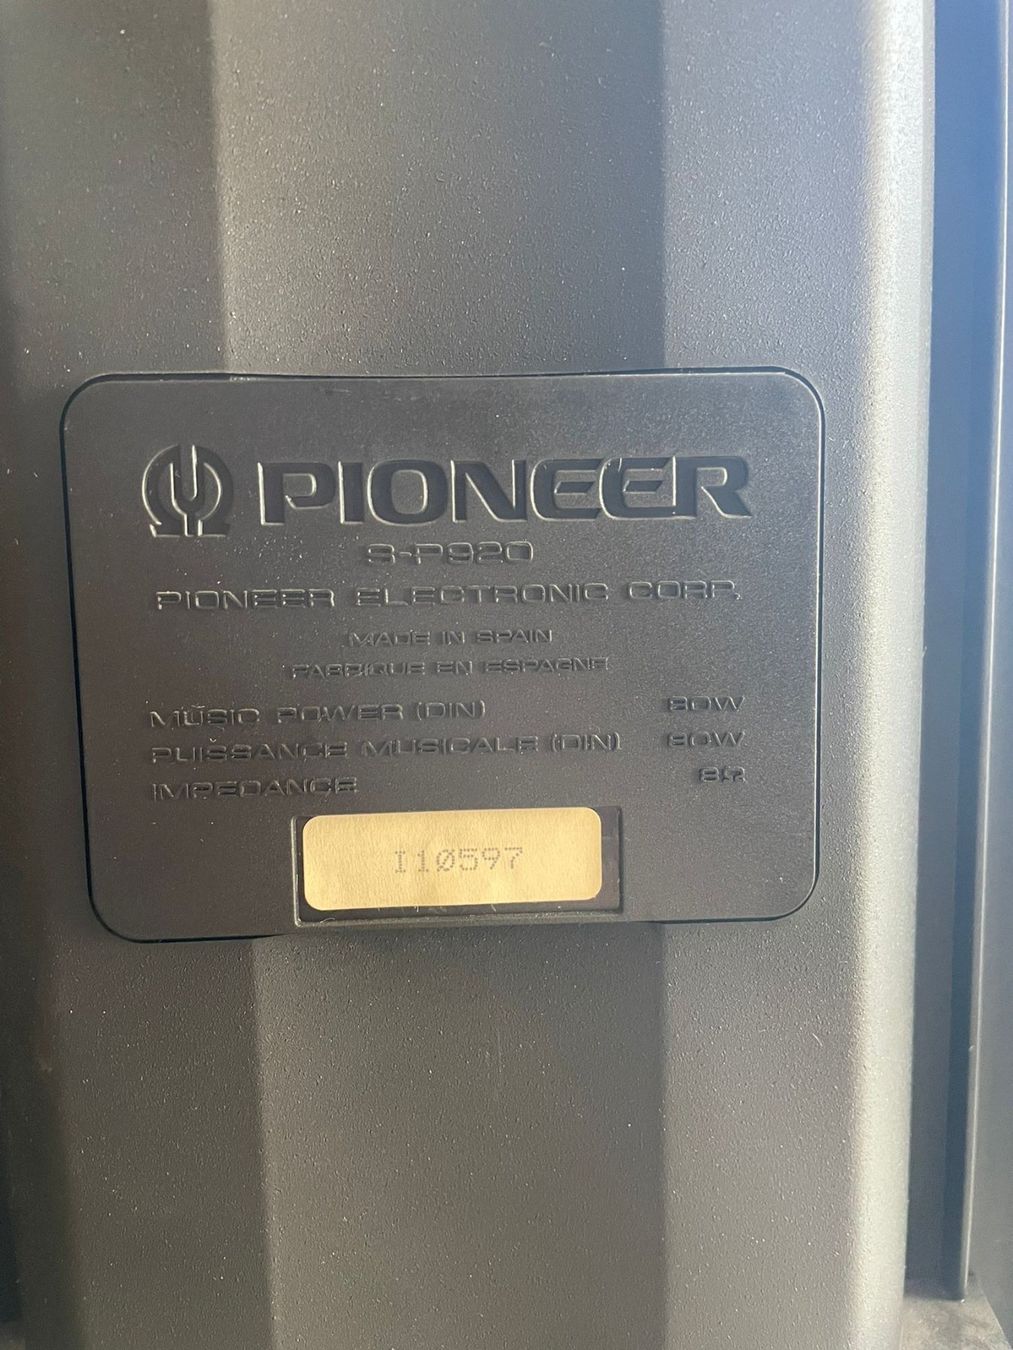 PIONEER
S-P920
PIONEER ELECTRONIC CORP.
MADE IN SPAIN
FABRIQUE EN ESPAGNE
MUSIC POWER (DIN) 80W
PUISSANCE MUSICALE (DIN) 80W
IMPEDANCE 8Ω
I10597